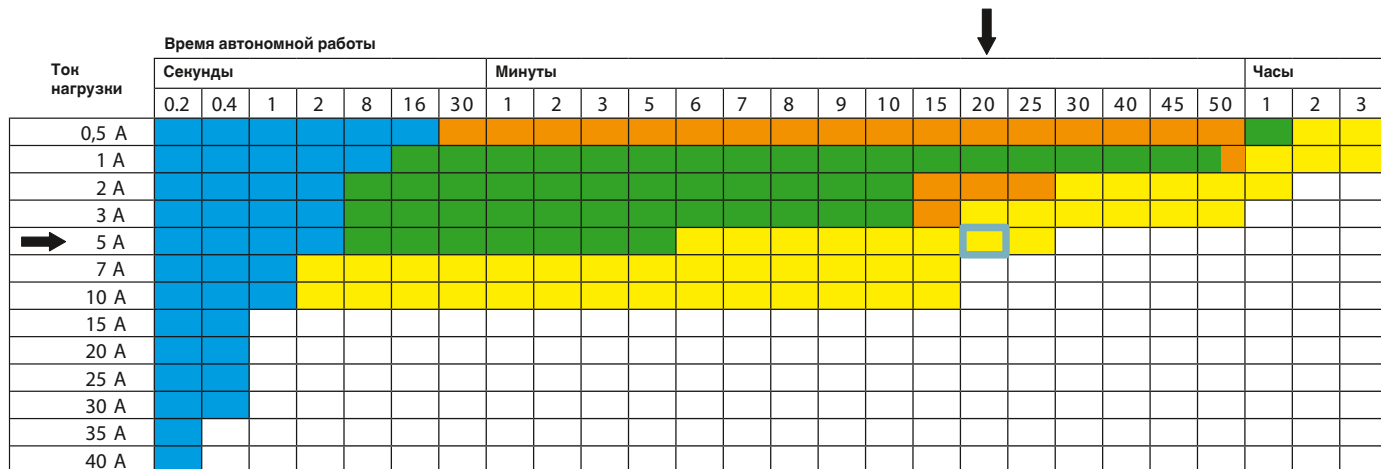 Время автономной работы
Ток нагрузки
Секунды Минуты Часы
0.2 0.4 1 2 8 16 30 1 2 3 5 6 7 8 9 10 15 20 25 30 40 45 50 1 2 3
0,5 A
1 A
2 A
3 A
5 A
7 A
10 A
15 A
20 A
25 A
30 A
35 A
40 A